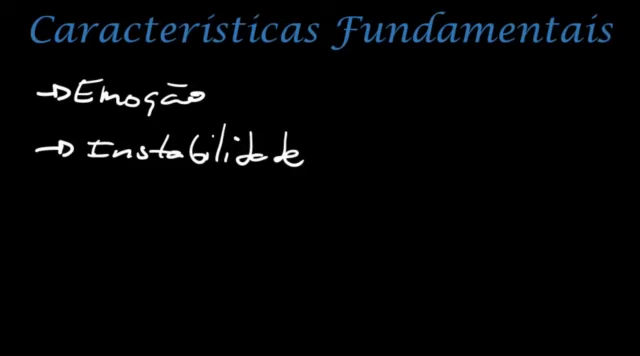 Características Fundamentais
→ Emoção
→ Instabilidade